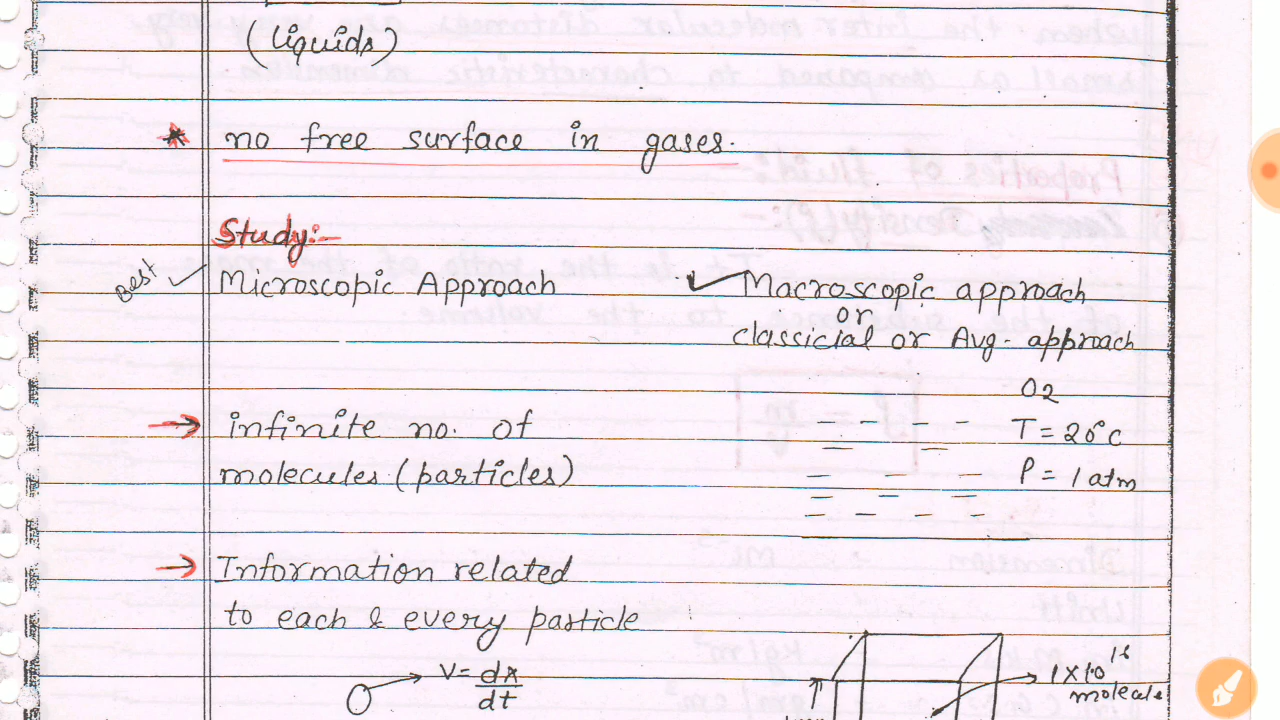 (liquids)
* no free surface in gases.
Study:-
Best ✓ Microscopic Approach
✓ Macroscopic approach
or
classicial or Avg. approach
O2
T = 20°c
P = 1 atm
→ infinite no. of
molecules (particles)
→ Information related
to each & every particle
V = dx/dt
1 x 10^16
molecule